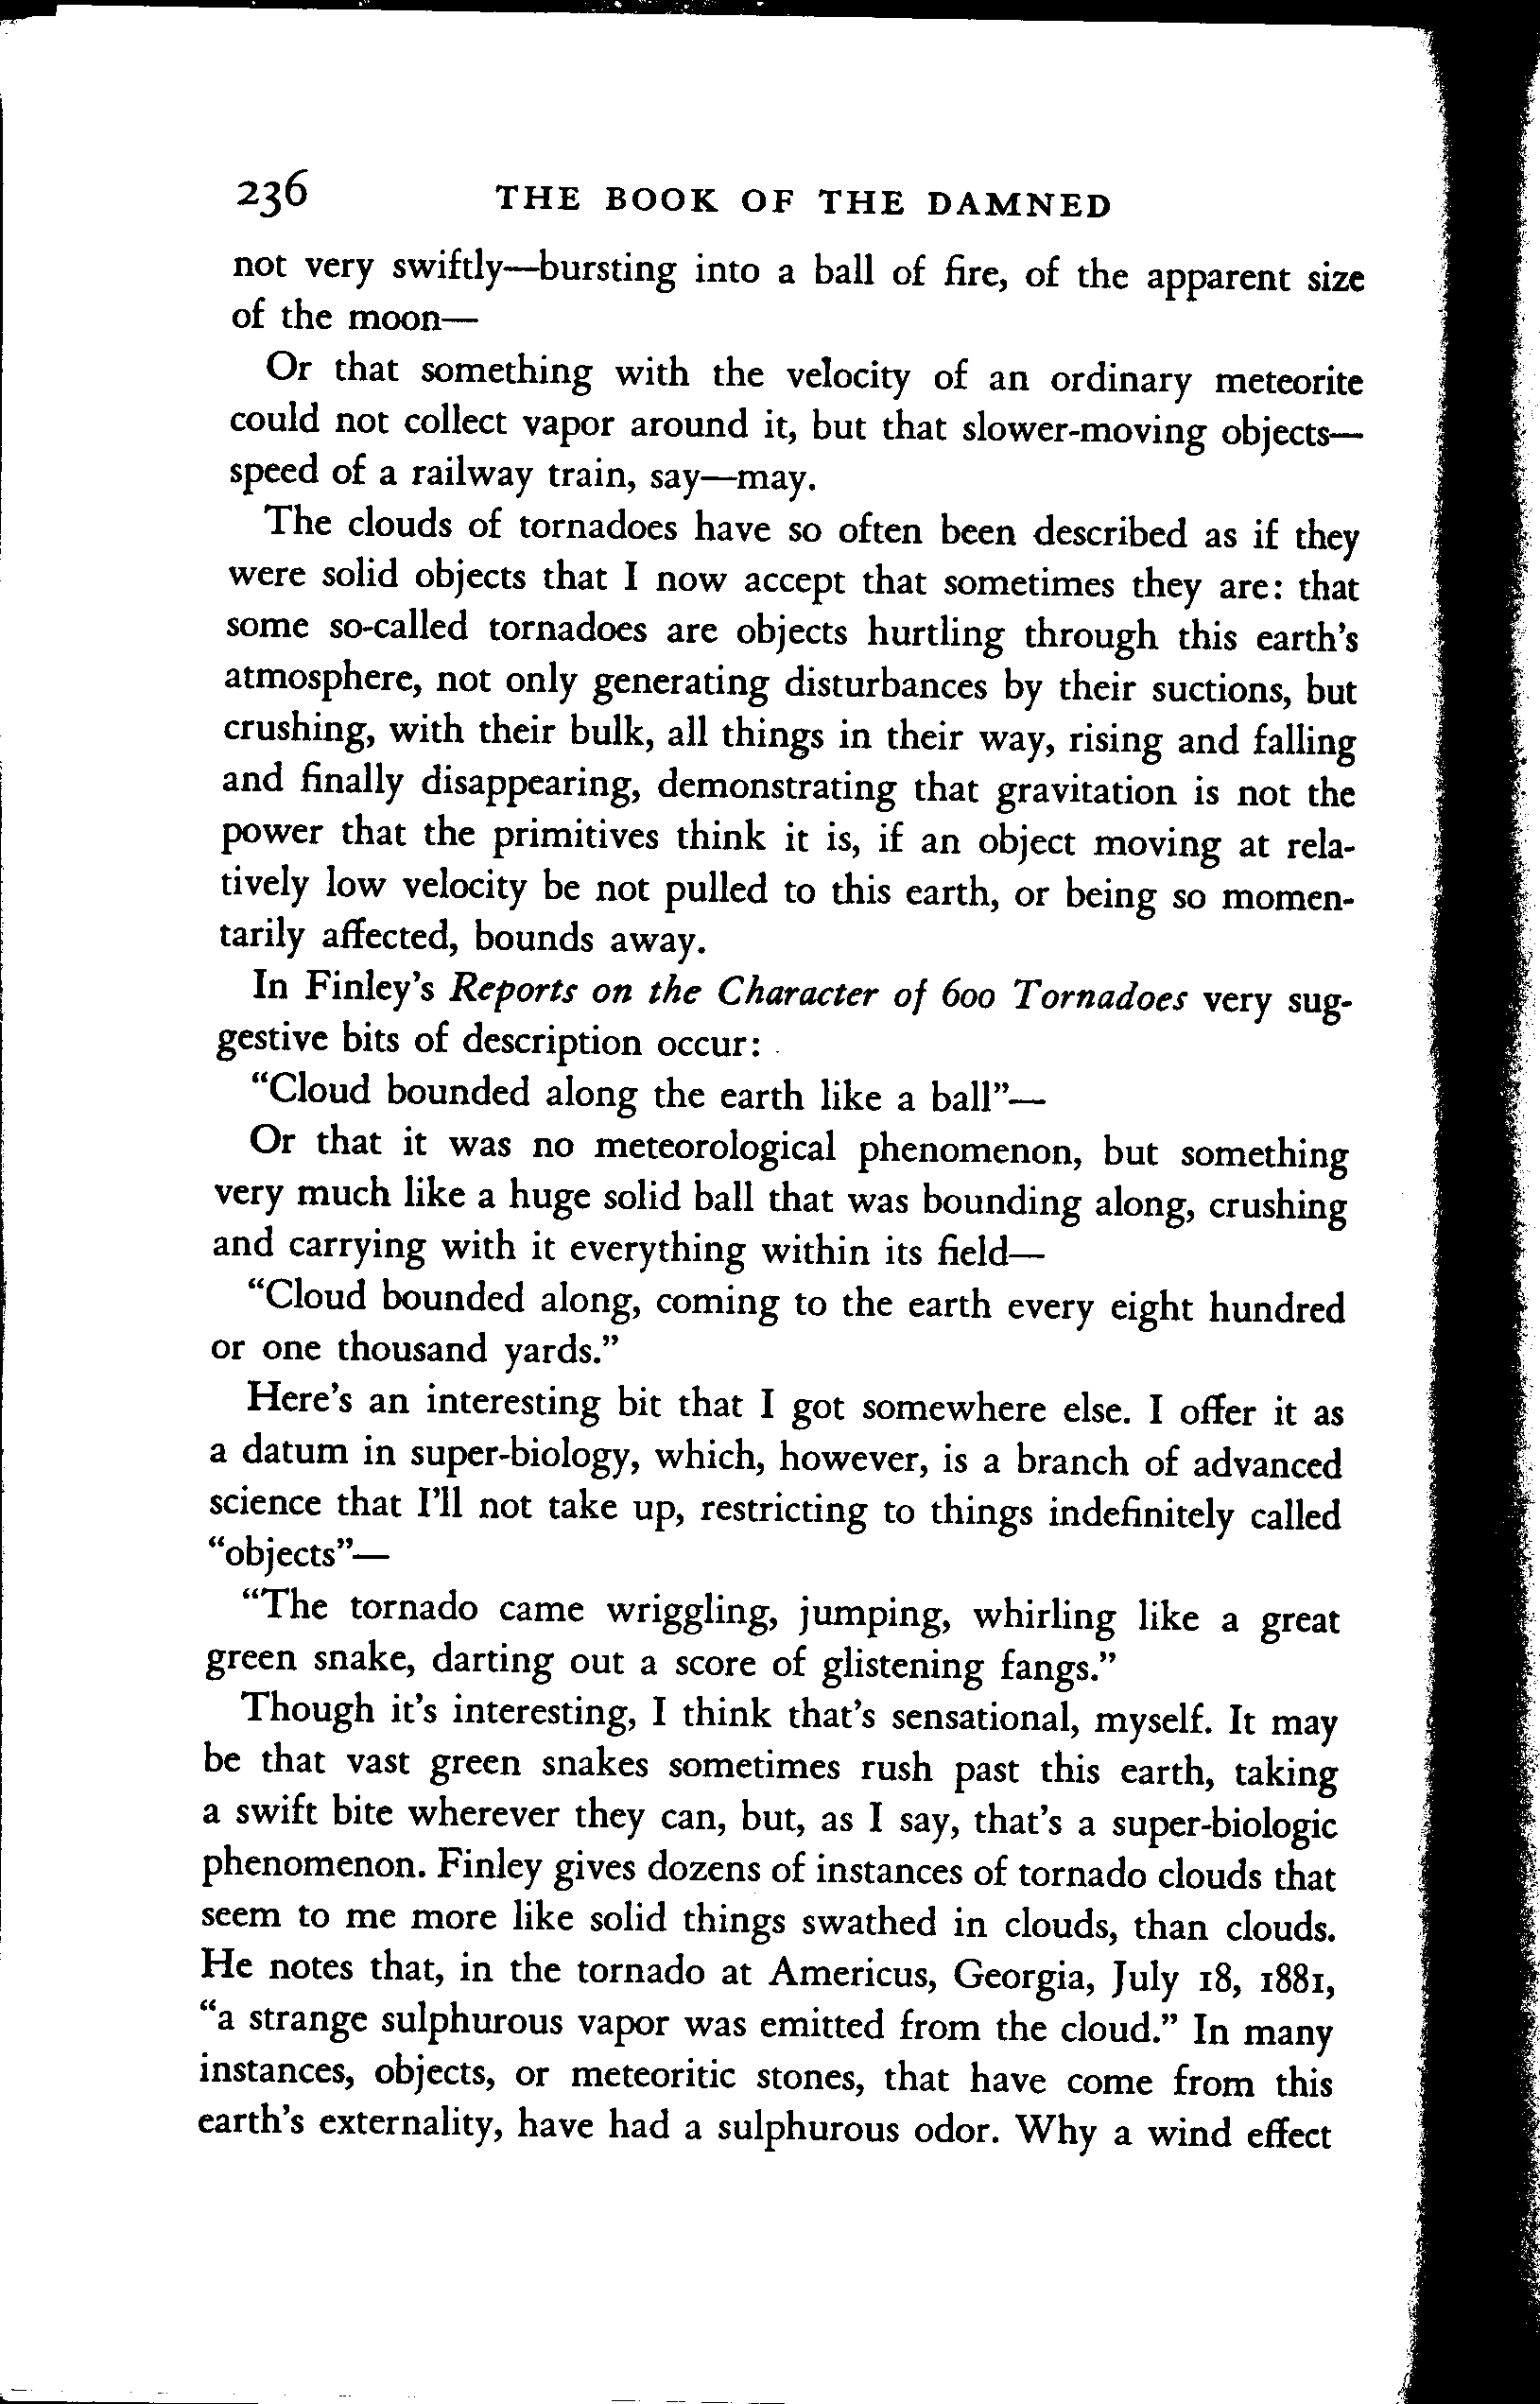 236 THE BOOK OF THE DAMNED
not very swiftly—bursting into a ball of fire, of the apparent size
of the moon—
Or that something with the velocity of an ordinary meteorite
could not collect vapor around it, but that slower-moving objects—
speed of a railway train, say—may.
The clouds of tornadoes have so often been described as if they
were solid objects that I now accept that sometimes they are: that
some so-called tornadoes are objects hurtling through this earth's
atmosphere, not only generating disturbances by their suctions, but
crushing, with their bulk, all things in their way, rising and falling
and finally disappearing, demonstrating that gravitation is not the
power that the primitives think it is, if an object moving at rela-
tively low velocity be not pulled to this earth, or being so momen-
tarily affected, bounds away.
In Finley's Reports on the Character of 600 Tornadoes very sug-
gestive bits of description occur:
“Cloud bounded along the earth like a ball”—
Or that it was no meteorological phenomenon, but something
very much like a huge solid ball that was bounding along, crushing
and carrying with it everything within its field—
“Cloud bounded along, coming to the earth every eight hundred
or one thousand yards.”
Here's an interesting bit that I got somewhere else. I offer it as
a datum in super-biology, which, however, is a branch of advanced
science that I'll not take up, restricting to things indefinitely called
“objects”—
“The tornado came wriggling, jumping, whirling like a great
green snake, darting out a score of glistening fangs.”
Though it's interesting, I think that's sensational, myself. It may
be that vast green snakes sometimes rush past this earth, taking
a swift bite wherever they can, but, as I say, that's a super-biologic
phenomenon. Finley gives dozens of instances of tornado clouds that
seem to me more like solid things swathed in clouds, than clouds.
He notes that, in the tornado at Americus, Georgia, July 18, 1881,
“a strange sulphurous vapor was emitted from the cloud.” In many
instances, objects, or meteoritic stones, that have come from this
earth's externality, have had a sulphurous odor. Why a wind effect